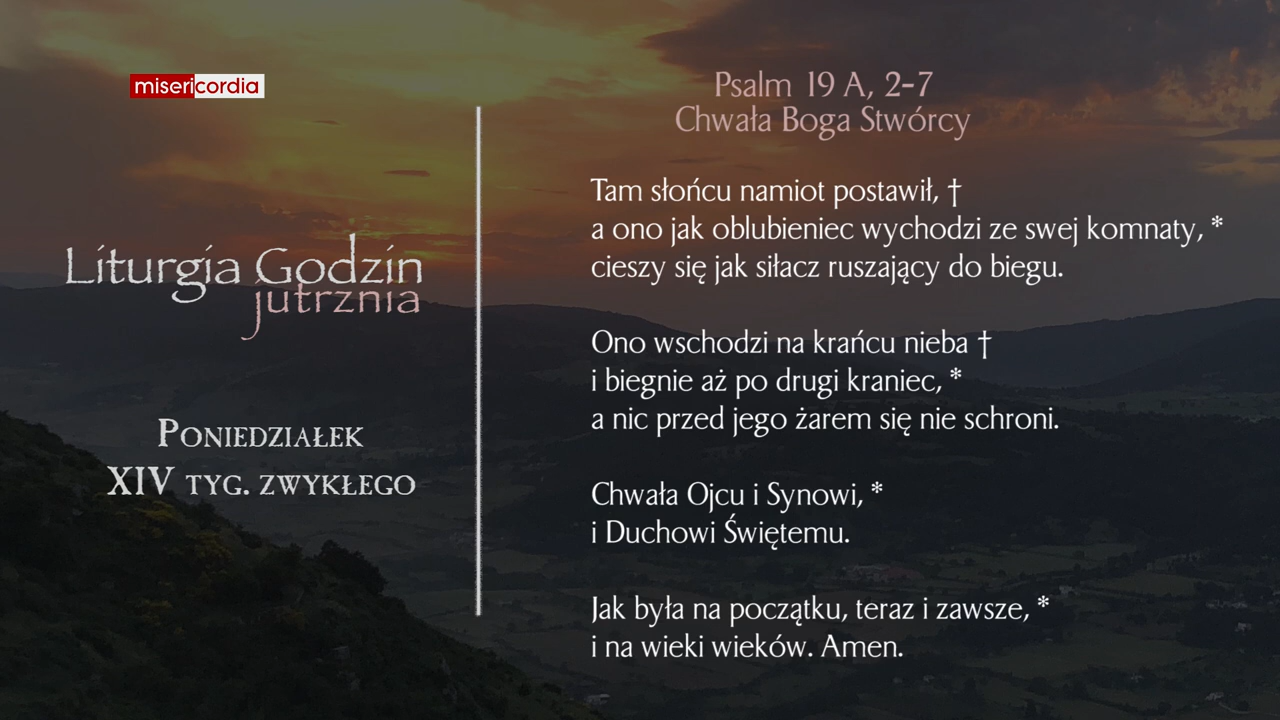 misericordia
Liturgia Godzin
jutrznia
Poniedziałek
XIV tyg. zwykłego
Psalm 19 A, 2-7
Chwała Boga Stwórcy
Tam słońcu namiot postawił, †
a ono jak oblubieniec wychodzi ze swej komnaty, *
cieszy się jak siłacz ruszający do biegu.
Ono wschodzi na krańcu nieba †
i biegnie aż po drugi kraniec, *
a nic przed jego żarem się nie schroni.
Chwała Ojcu i Synowi, *
i Duchowi Świętemu.
Jak była na początku, teraz i zawsze, *
i na wieki wieków. Amen.